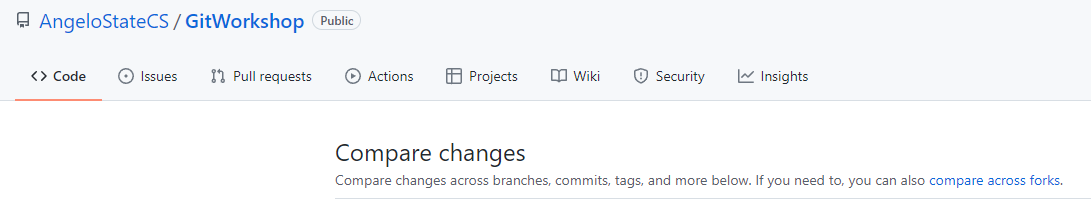 AngeloStateCS / GitWorkshop Public
Code Issues Pull requests Actions Projects Wiki Security Insights
Compare changes
Compare changes across branches, commits, tags, and more below. If you need to, you can also compare across forks.